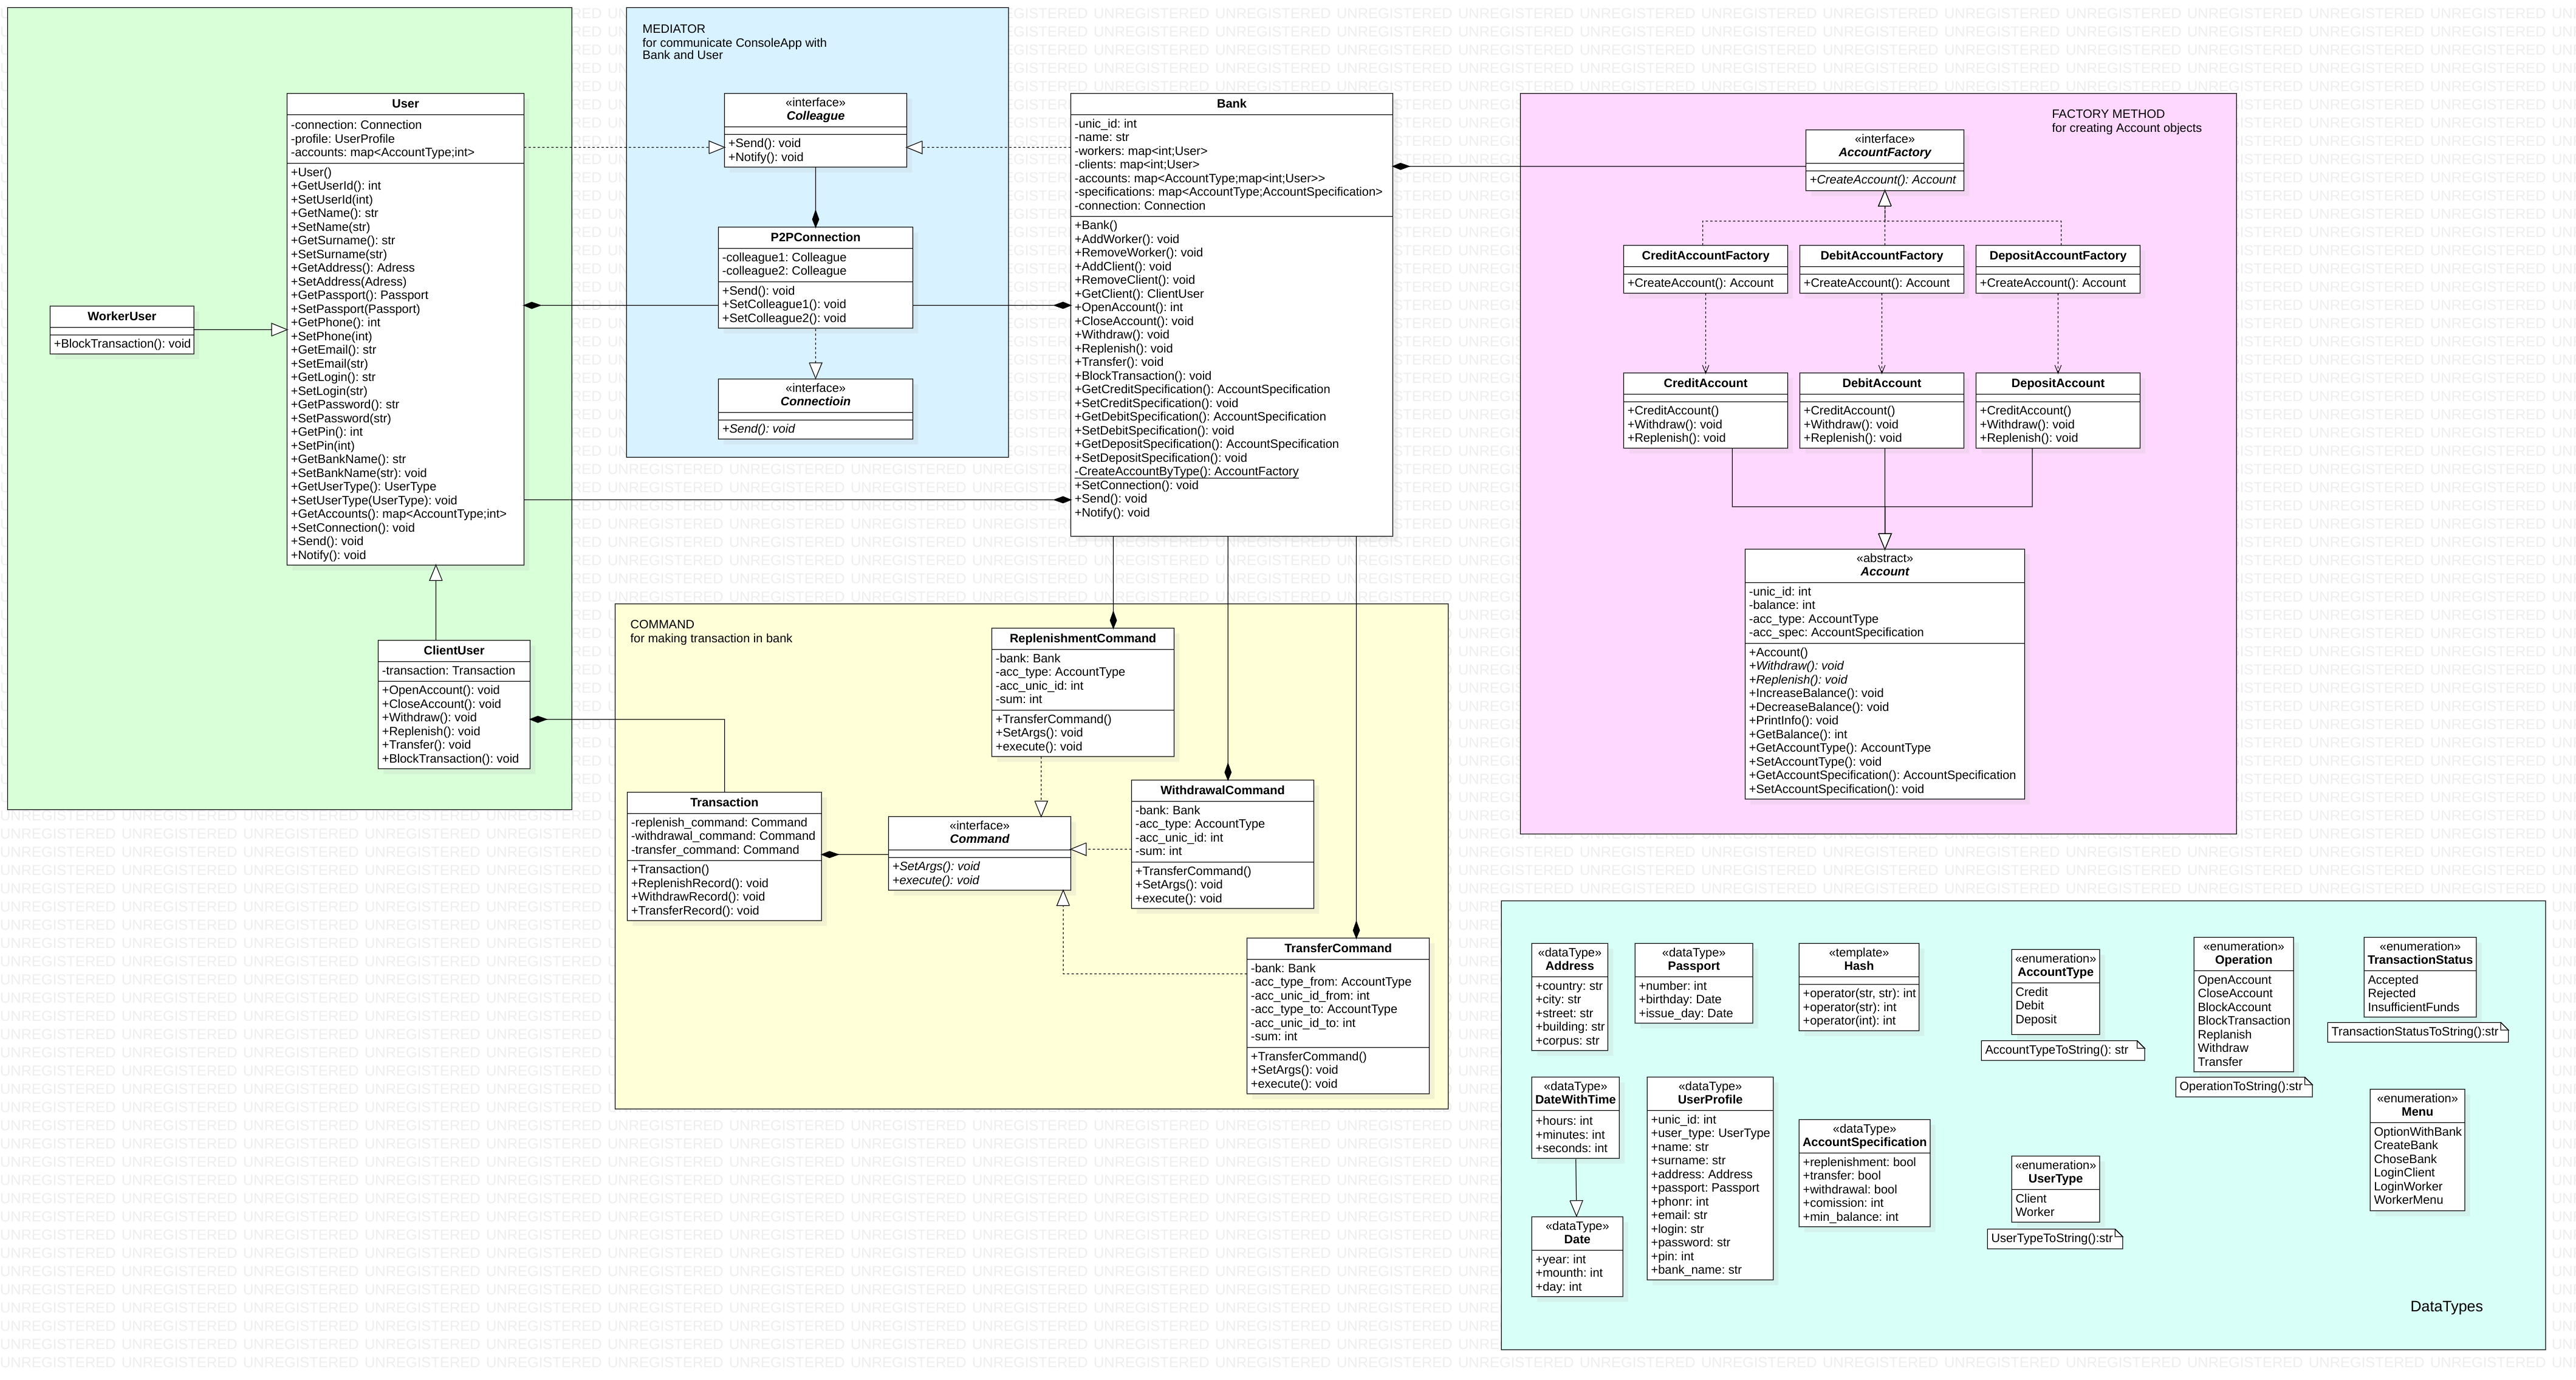 User
-connection: Connection
-profile: UserProfile
-accounts: map<AccountType;int>
+User()
+GetUserId(): int
+SetUserId(int)
+GetName(): str
+SetName(str)
+GetSurname(): str
+SetSurname(str)
+GetAddress(): Adress
+SetAddress(Adress)
+GetPassport(): Passport
+SetPassport(Passport)
+GetPhone(): int
+SetPhone(int)
+GetEmail(): str
+SetEmail(str)
+GetLogin(): str
+SetLogin(str)
+GetPassword(): str
+SetPassword(str)
+GetPin(): int
+SetPin(int)
+GetBankName(): str
+SetBankName(str): void
+GetUserType(): UserType
+SetUserType(UserType): void
+GetAccounts(): map<AccountType;int>
+SetConnection(): void
+Send(): void
+Notify(): void
WorkerUser
+BlockTransaction(): void
ClientUser
-transaction: Transaction
+OpenAccount(): void
+CloseAccount(): void
+Withdraw(): void
+Replenish(): void
+Transfer(): void
+BlockTransaction(): void
MEDIATOR
for communicate ConsoleApp with
Bank and User
«interface»
Colleague
+Send(): void
+Notify(): void
P2PConnection
-colleague1: Colleague
-colleague2: Colleague
+Send(): void
+SetColleague1(): void
+SetColleague2(): void
«interface»
Connectioin
+Send(): void
Bank
-unic_id: int
-name: str
-workers: map<int;User>
-clients: map<int;User>
-accounts: map<AccountType;map<int;User>>
-specifications: map<AccountType;AccountSpecification>
-connection: Connection
+Bank()
+AddWorker(): void
+RemoveWorker(): void
+AddClient(): void
+RemoveClient(): void
+GetClient(): ClientUser
+OpenAccount(): int
+CloseAccount(): void
+Withdraw(): void
+Replenish(): void
+Transfer(): void
+BlockTransaction(): void
+GetCreditSpecification(): AccountSpecification
+SetCreditSpecification(): void
+GetDebitSpecification(): AccountSpecification
+SetDebitSpecification(): void
+GetDepositSpecification(): AccountSpecification
+SetDepositSpecification(): void
-CreateAccountByType(): AccountFactory
+SetConnection(): void
+Send(): void
+Notify(): void
FACTORY METHOD
for creating Account objects
«interface»
AccountFactory
+CreateAccount(): Account
CreditAccountFactory
+CreateAccount(): Account
DebitAccountFactory
+CreateAccount(): Account
DepositAccountFactory
+CreateAccount(): Account
CreditAccount
+CreditAccount()
+Withdraw(): void
+Replenish(): void
DebitAccount
+CreditAccount()
+Withdraw(): void
+Replenish(): void
DepositAccount
+CreditAccount()
+Withdraw(): void
+Replenish(): void
«abstract»
Account
-unic_id: int
-balance: int
-acc_type: AccountType
-acc_spec: AccountSpecification
+Account()
+Withdraw(): void
+Replenish(): void
+IncreaseBalance(): void
+DecreaseBalance(): void
+PrintInfo(): void
+GetBalance(): int
+GetAccountType(): AccountType
+SetAccountType(): void
+GetAccountSpecification(): AccountSpecification
+SetAccountSpecification(): void
COMMAND
for making transaction in bank
ReplenishmentCommand
-bank: Bank
-acc_type: AccountType
-acc_unic_id: int
-sum: int
+TransferCommand()
+SetArgs(): void
+execute(): void
Transaction
-replenish_command: Command
-withdrawal_command: Command
-transfer_command: Command
+Transaction()
+ReplenishRecord(): void
+WithdrawRecord(): void
+TransferRecord(): void
«interface»
Command
+SetArgs(): void
+execute(): void
WithdrawalCommand
-bank: Bank
-acc_type: AccountType
-acc_unic_id: int
-sum: int
+TransferCommand()
+SetArgs(): void
+execute(): void
TransferCommand
-bank: Bank
-acc_type_from: AccountType
-acc_unic_id_from: int
-acc_type_to: AccountType
-acc_unic_id_to: int
-sum: int
+TransferCommand()
+SetArgs(): void
+execute(): void
«dataType»
Address
+country: str
+city: str
+street: str
+building: str
+corpus: str
«dataType»
Passport
+number: int
+birthday: Date
+issue_day: Date
«template»
Hash
+operator(str, str): int
+operator(str): int
+operator(int): int
«enumeration»
AccountType
Credit
Debit
Deposit
AccountTypeToString(): str
«enumeration»
Operation
OpenAccount
CloseAccount
BlockAccount
BlockTransaction
Replanish
Withdraw
Transfer
OperationToString():str
«enumeration»
TransactionStatus
Accepted
Rejected
InsufficientFunds
TransactionStatusToString():str
«dataType»
DateWithTime
+hours: int
+minutes: int
+seconds: int
«dataType»
Date
+year: int
+mounth: int
+day: int
«dataType»
UserProfile
+unic_id: int
+user_type: UserType
+name: str
+surname: str
+address: Address
+passport: Passport
+phonr: int
+email: str
+login: str
+password: str
+pin: int
+bank_name: str
«dataType»
AccountSpecification
+replenishment: bool
+transfer: bool
+withdrawal: bool
+comission: int
+min_balance: int
«enumeration»
UserType
Client
Worker
UserTypeToString():str
«enumeration»
Menu
OptionWithBank
CreateBank
ChoseBank
LoginClient
LoginWorker
WorkerMenu
DataTypes
UNREGISTERED